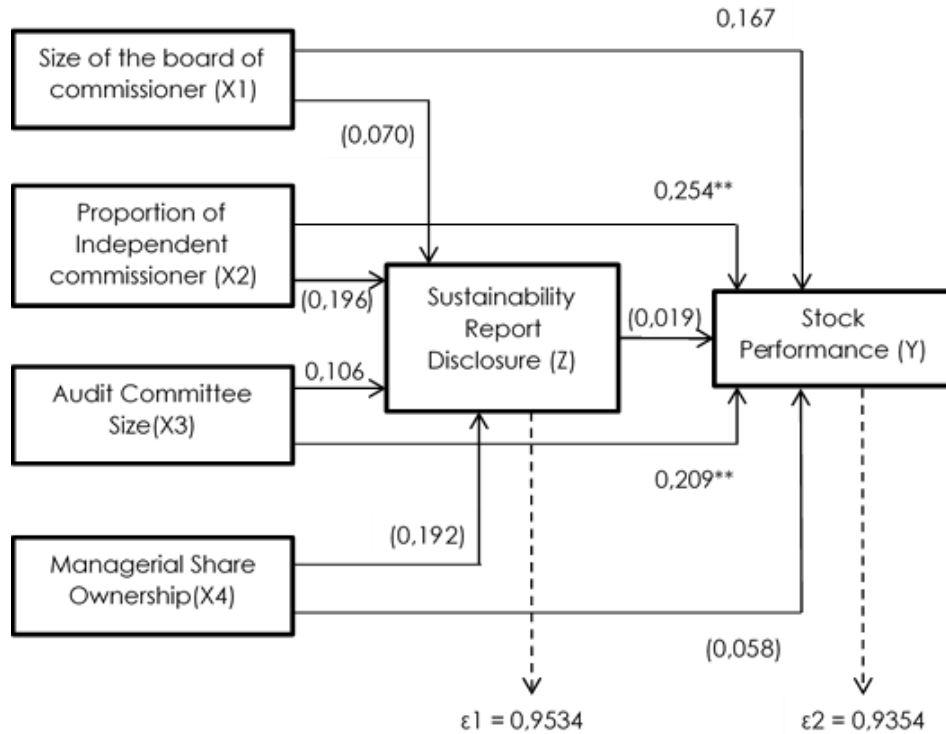 0,167
Size of the board of
commissioner (X1)
(0,070)
0,254**
Proportion of
Independent
commissioner (X2)
(0,196)
Sustainability
Report
Disclosure (Z)
(0,019)
Stock
Performance (Y)
0,106
Audit Committee
Size(X3)
0,209**
(0,192)
Managerial Share
Ownership(X4)
(0,058)
ε1 = 0,9534
ε2 = 0,9354